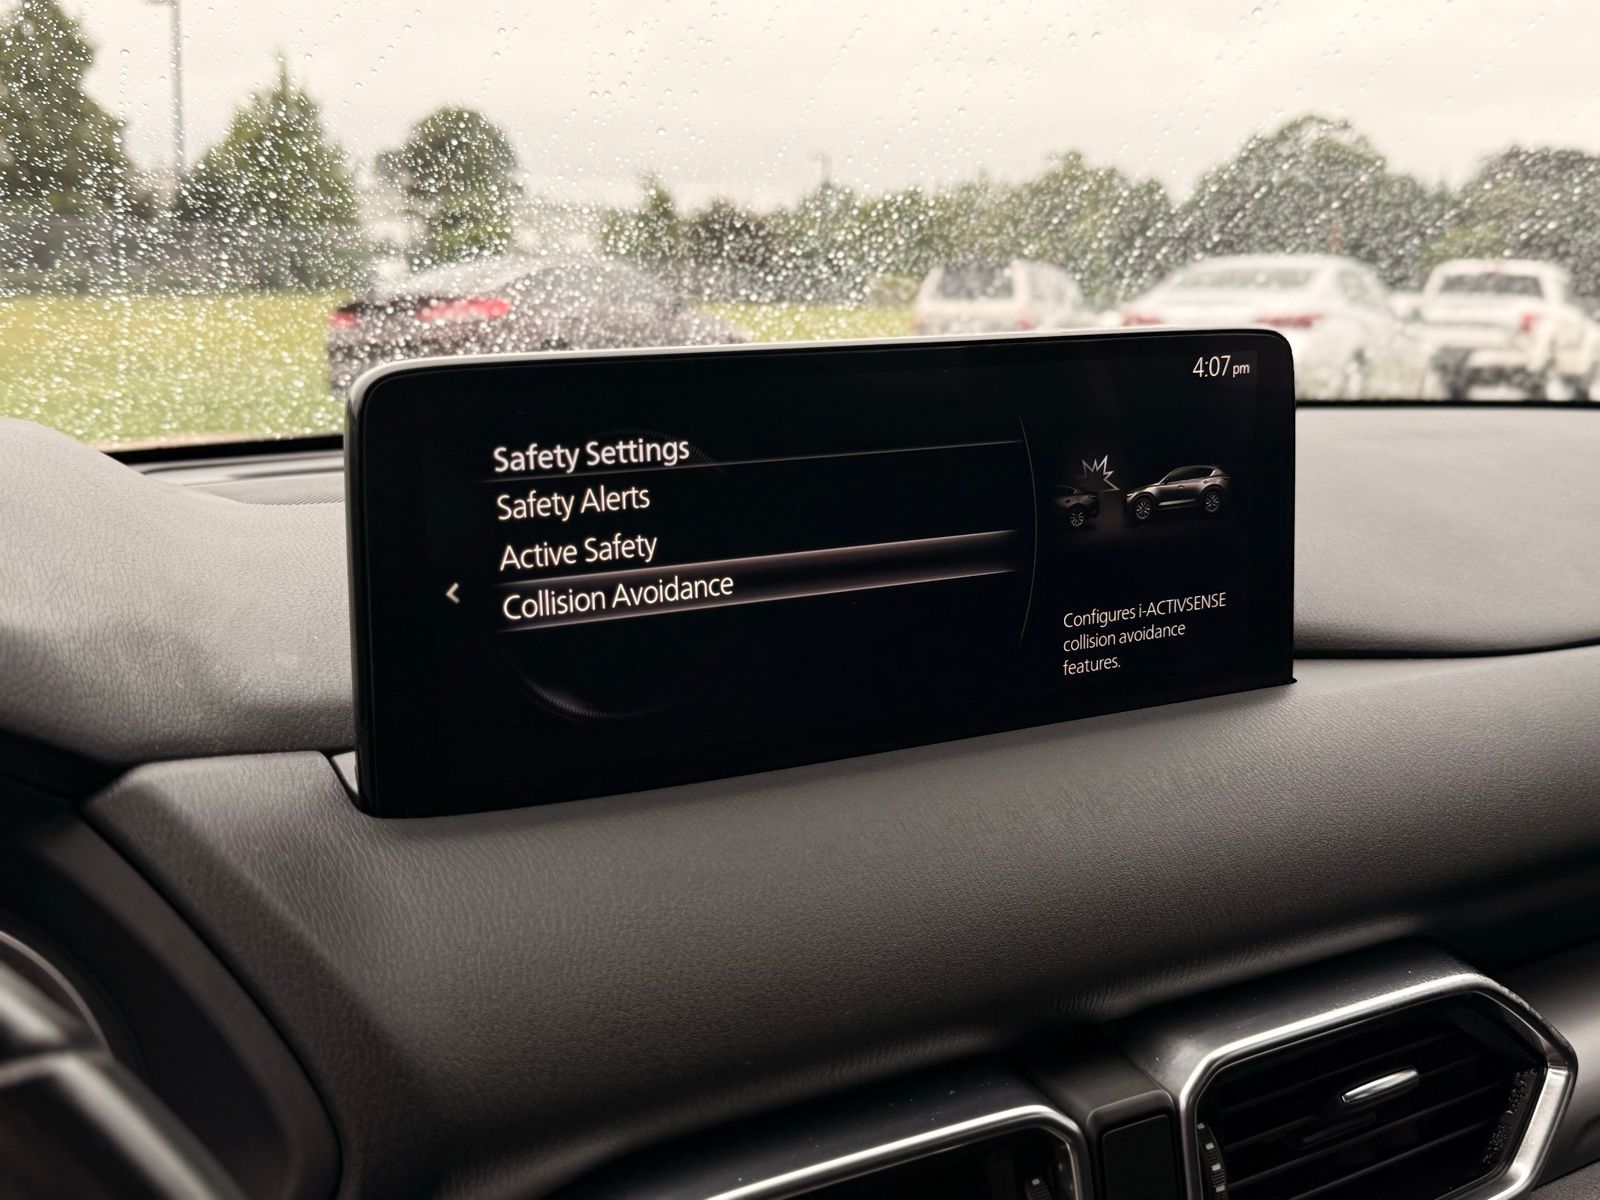 4:07 pm
Safety Settings
Safety Alerts
Active Safety
Collision Avoidance
Configures i-ACTIVSENSE
collision avoidance
features.